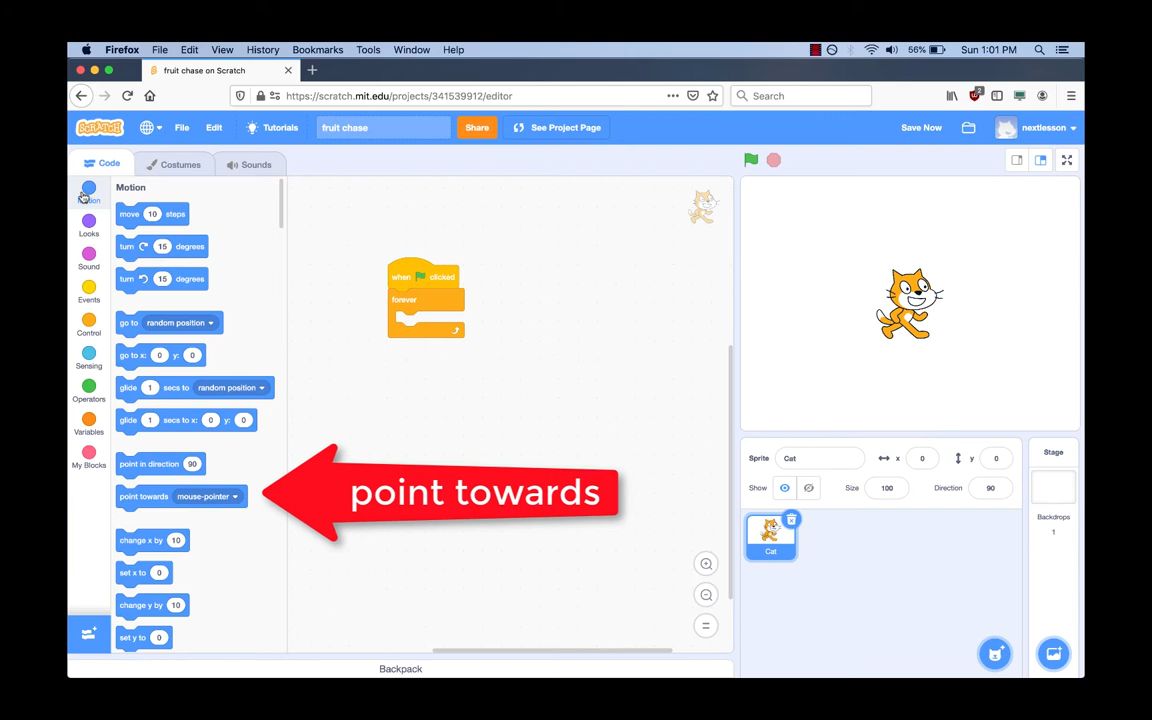 Firefox File Edit View History Bookmarks Tools Window Help 56% Sun 1:01 PM
fruit chase on Scratch
https://scratch.mit.edu/projects/341539912/editor Search 2
SCRATCH File Edit Tutorials fruit chase Share See Project Page Save Now nextlesson
Code Costumes Sounds
Motion
Looks
Sound
Events
Control
Sensing
Operators
Variables
My Blocks
Motion
move 10 steps
turn 15 degrees
turn 15 degrees
go to random position
go to x: 0 y: 0
glide 1 secs to random position
glide 1 secs to x: 0 y: 0
point in direction 90
point towards mouse-pointer
change x by 10
set x to 0
change y by 10
set y to 0
when clicked
forever
point towards
Sprite Cat x 0 y 0
Show Size 100 Direction 90
Cat
Stage
Backdrops
1
Backpack